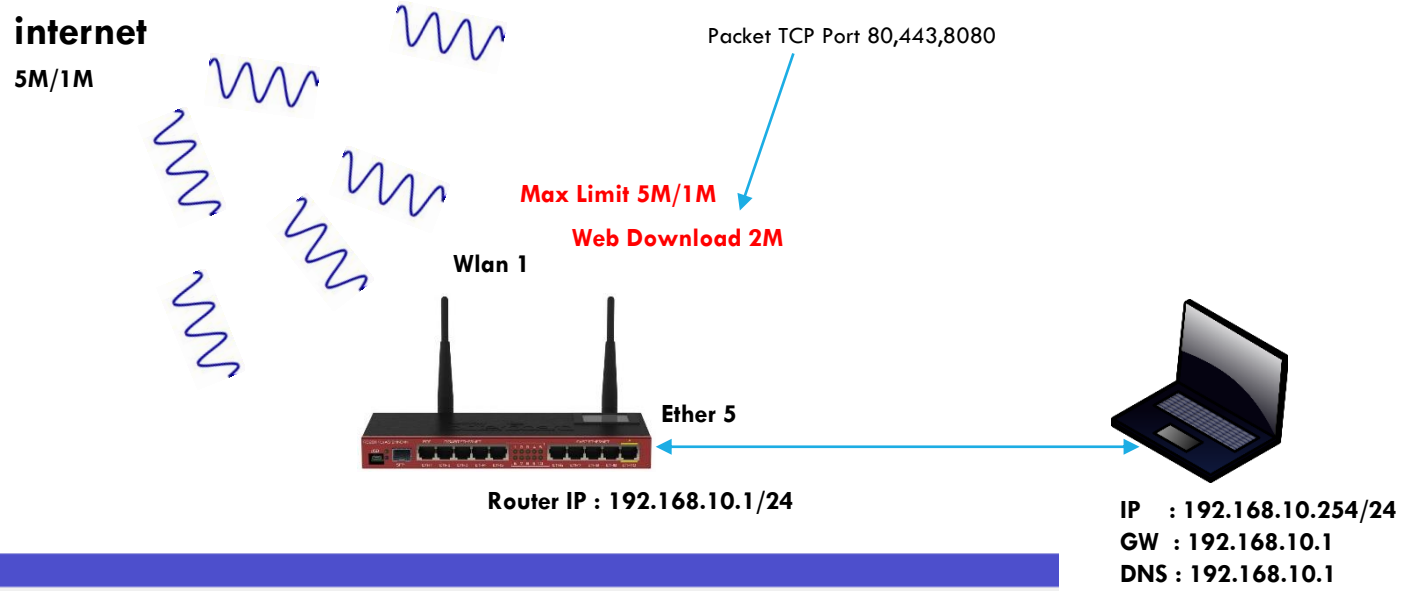 internet
5M/1M
Packet TCP Port 80,443,8080
Max Limit 5M/1M
Web Download 2M
Wlan 1
Ether 5
Router IP : 192.168.10.1/24
IP : 192.168.10.254/24
GW : 192.168.10.1
DNS : 192.168.10.1